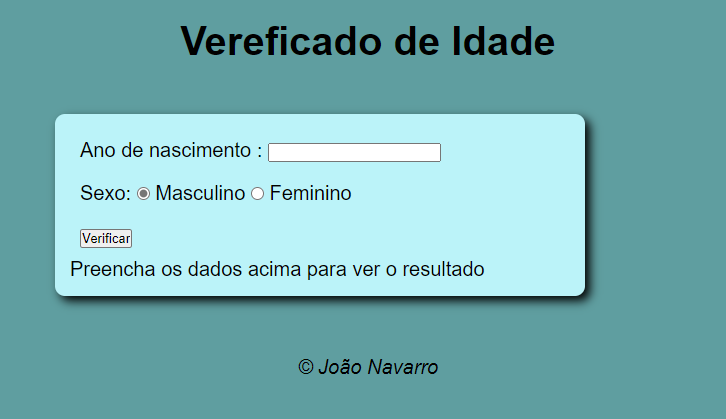 Vereficado de Idade
Ano de nascimento :
Sexo: Masculino Feminino
Verificar
Preencha os dados acima para ver o resultado
© João Navarro